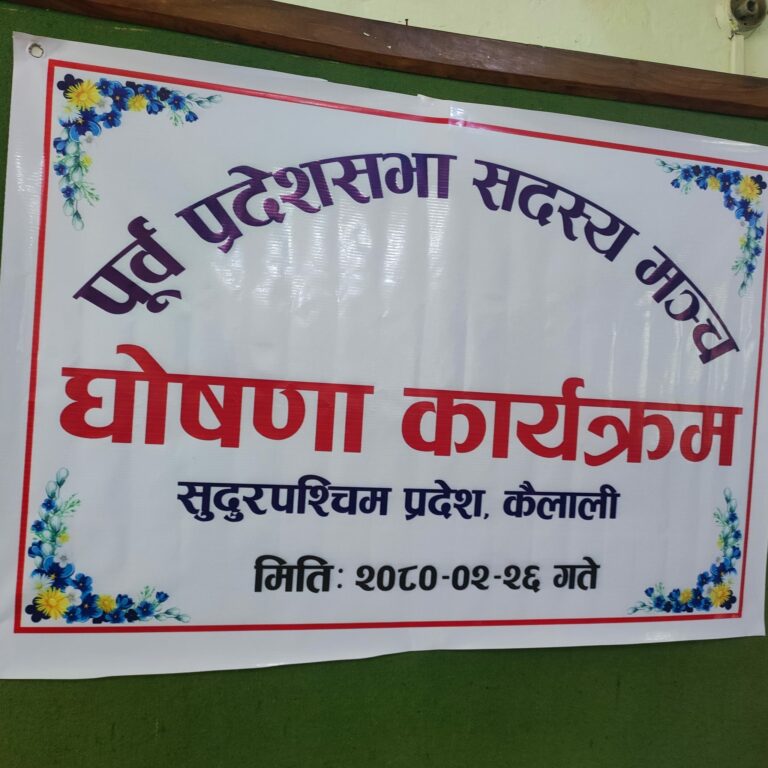 पूर्व प्रदेशसभा सदस्य मञ्च
घोषणा कार्यक्रम
सुदुरपश्चिम प्रदेश, कैलाली
मितिः २०८०-०२-२६ गते